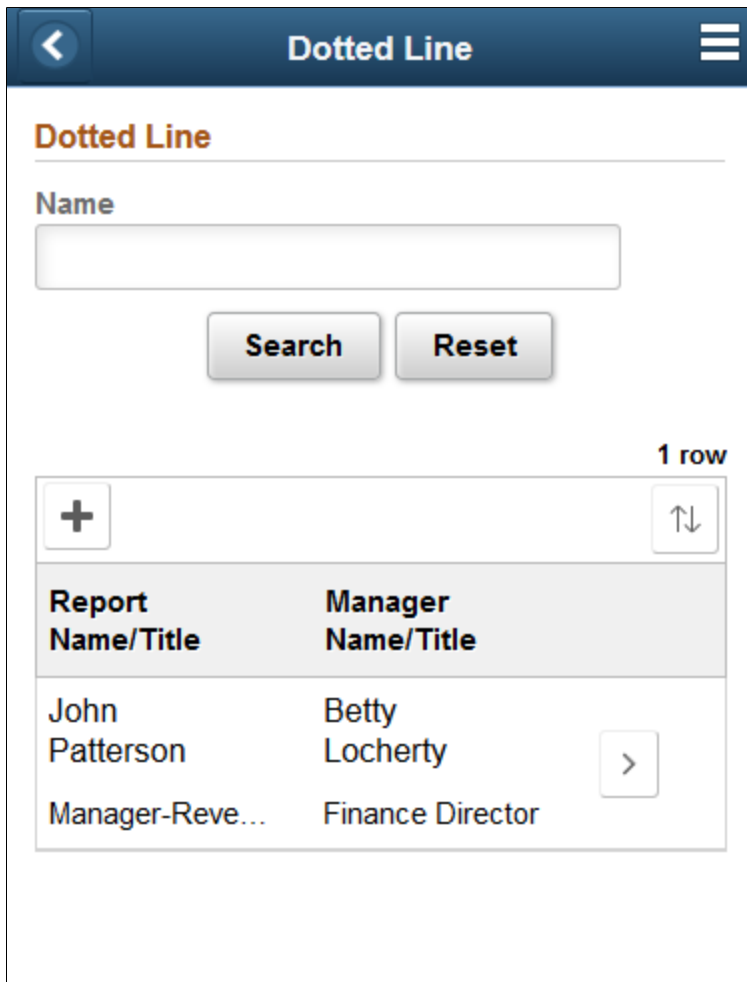 Dotted Line
Dotted Line
Name
Search Reset
1 row
Report Manager
Name/Title Name/Title
John Betty
Patterson Locherty
Manager-Reve... Finance Director